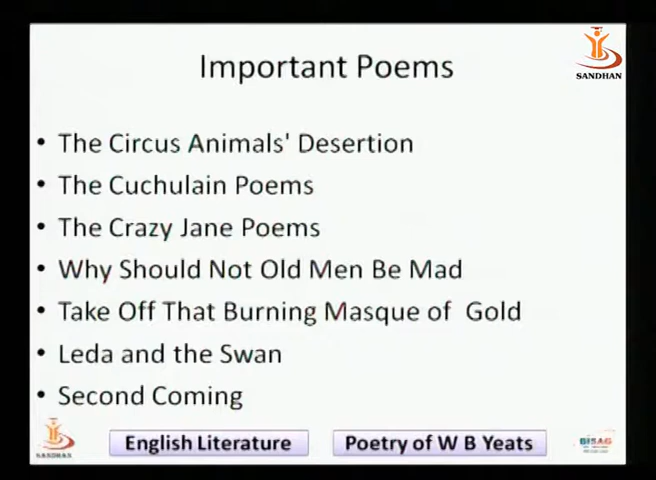 Important Poems
SANDHAN
• The Circus Animals' Desertion
• The Cuchulain Poems
• The Crazy Jane Poems
• Why Should Not Old Men Be Mad
• Take Off That Burning Masque of Gold
• Leda and the Swan
• Second Coming
SANDHAN
English Literature
Poetry of W B Yeats
BISAG